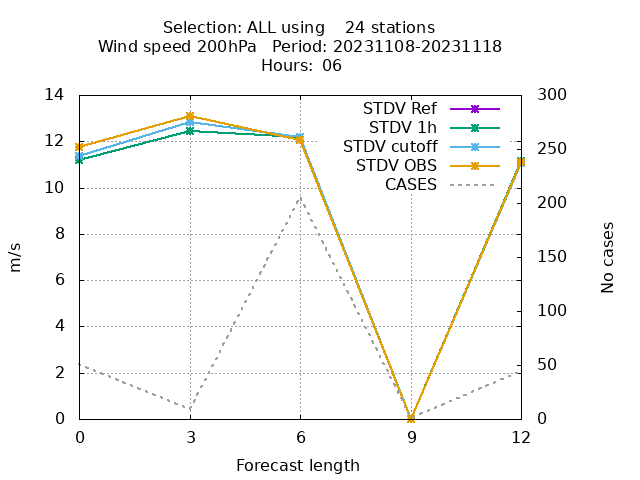 Selection: ALL using    24 stations
Wind speed 200hPa   Period: 20231108-20231118
Hours: 06
14 300
STDV Ref
STDV 1h
12 STDV cutoff 250
STDV OBS
10 CASES
200
8
m/s No cases
6 150
4 100
2 50
0 0
0 3 6 9 12
Forecast length